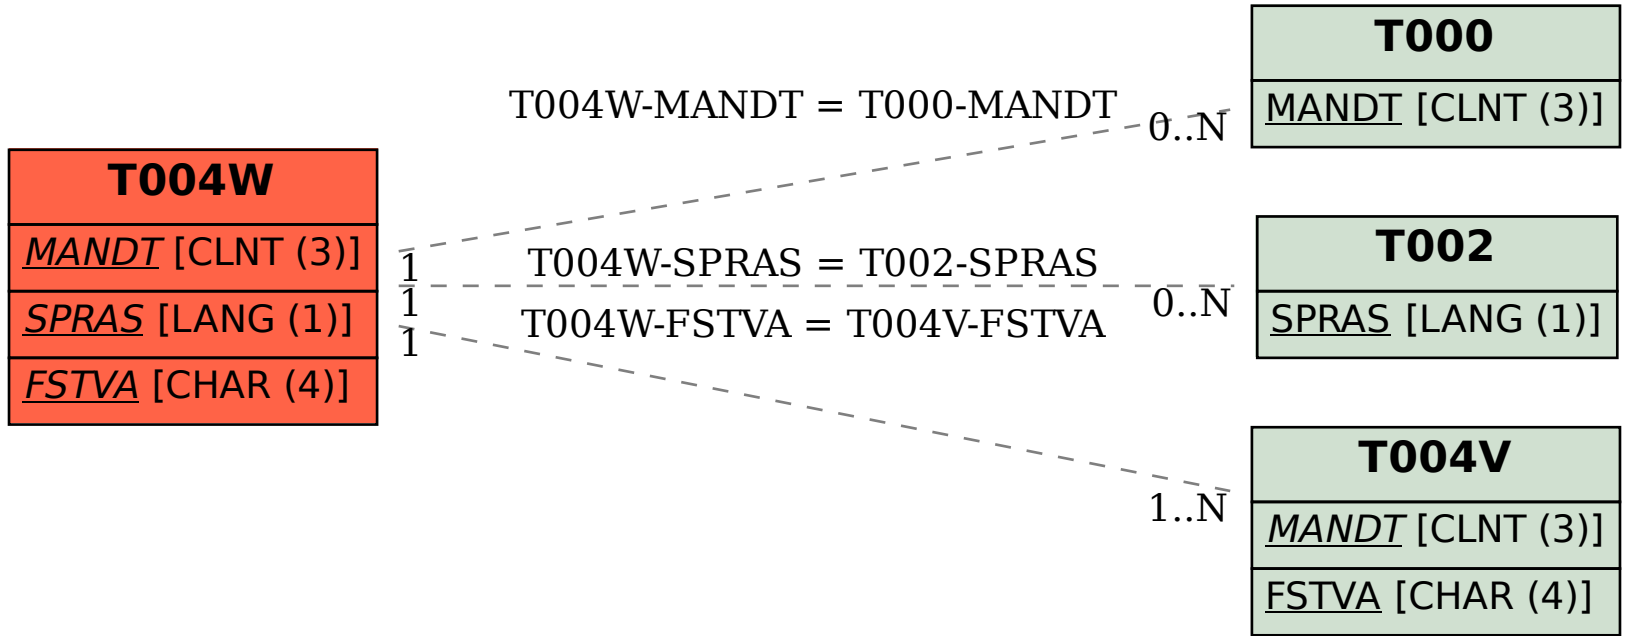 T004W
MANDT [CLNT (3)]
SPRAS [LANG (1)]
FSTVA [CHAR (4)]
T004W-MANDT = T000-MANDT
0..N
1
T004W-SPRAS = T002-SPRAS
0..N
1
T004W-FSTVA = T004V-FSTVA
1..N
1
T000
MANDT [CLNT (3)]
T002
SPRAS [LANG (1)]
T004V
MANDT [CLNT (3)]
FSTVA [CHAR (4)]